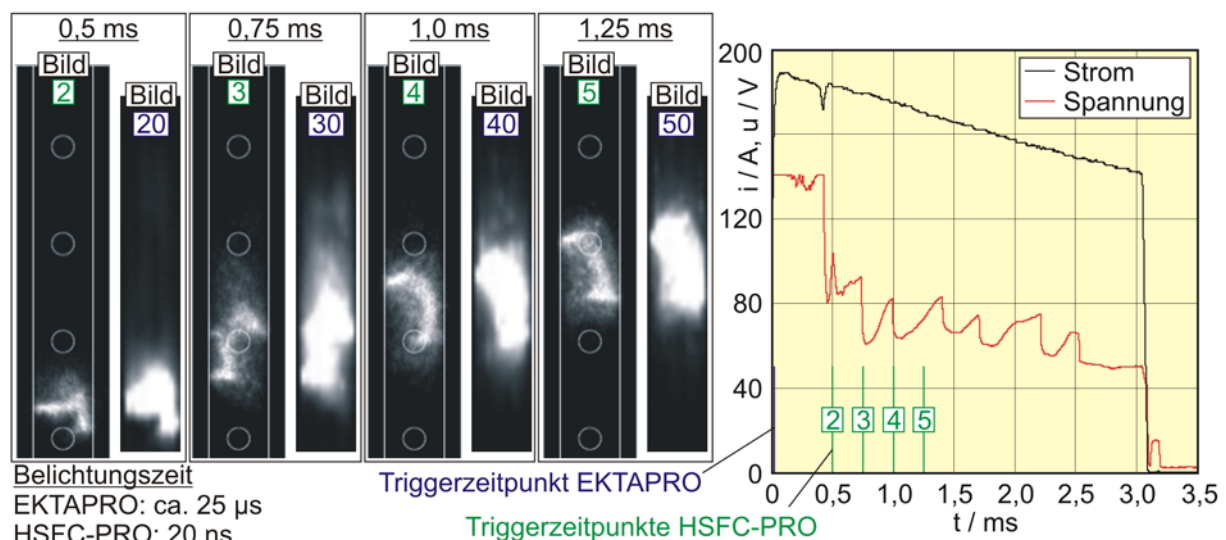 0,5 ms
Bild
2
Bild
20
0,75 ms
Bild
3
Bild
30
1,0 ms
Bild
4
Bild
40
1,25 ms
Bild
5
Bild
50
Belichtungszeit
EKTAPRO: ca. 25 µs
HSFC-PRO: 20 ns
Triggerzeitpunkt EKTAPRO
Triggerzeitpunkte HSFC-PRO
i / A, u / V
200
160
120
80
40
0
Strom
Spannung
2
3
4
5
0 0,5 1,0 1,5 2,0 2,5 3,0 3,5
t / ms